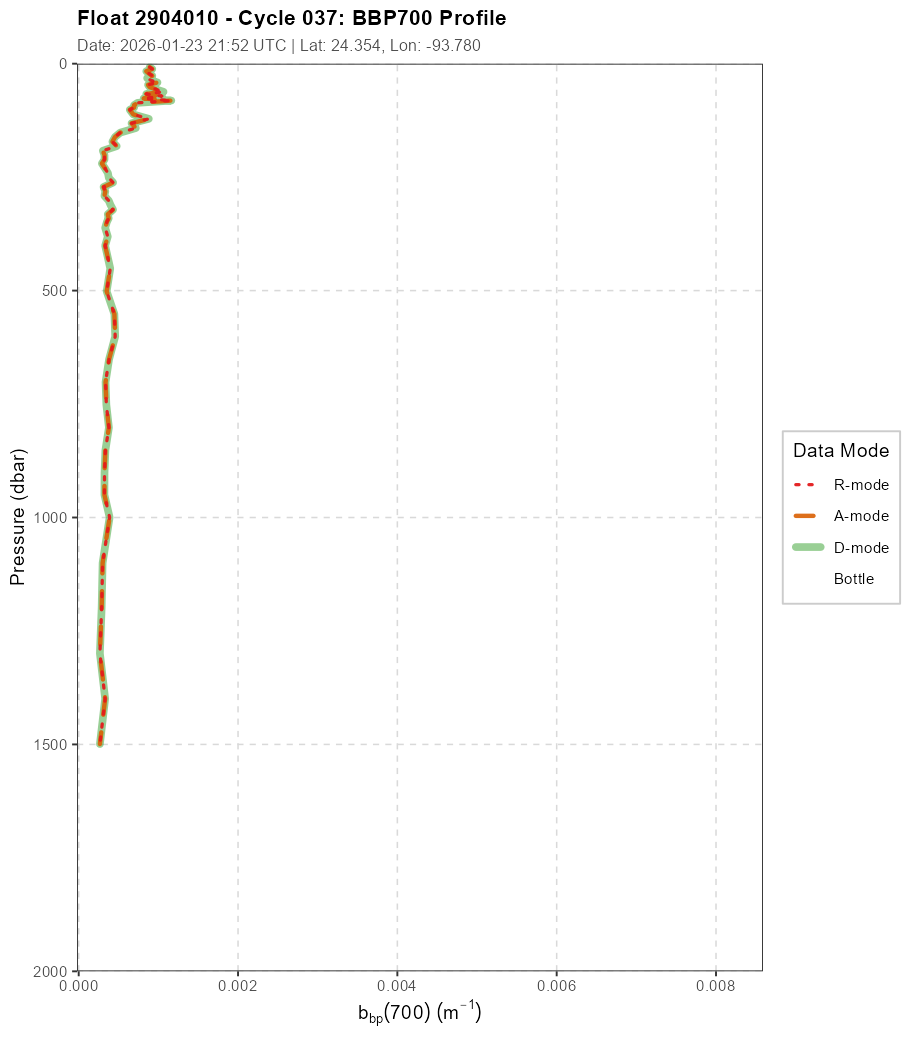 Float 2904010 - Cycle 037: BBP700 Profile
Date: 2026-01-23 21:52 UTC | Lat: 24.354, Lon: -93.780
0
500
1000
1500
2000
Pressure (dbar)
0.000 0.002 0.004 0.006 0.008
b_bp(700) (m⁻¹)
Data Mode
R-mode
A-mode
D-mode
Bottle